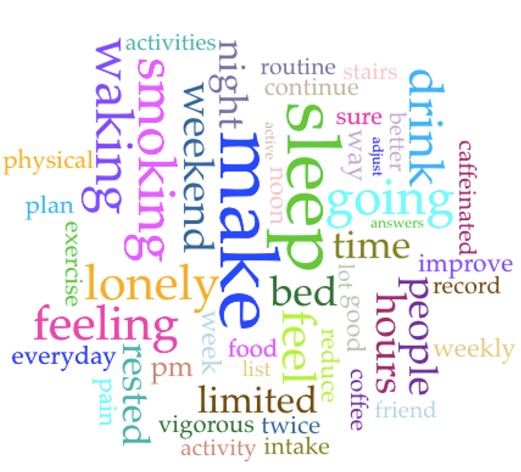 activities
night
waking
smoking
weekend
routine
stairs
continue
drink
sure
better
way
adjust
active
noon
make
sleep
physical
going
answers
caffeinated
plan
exercise
time
improve
lonely
bed
lot
good
people
record
hours
feeling
week
feel
reduce
food
weekly
everyday
rested
pm
list
coffee
pain
limited
friend
vigorous
twice
activity
intake